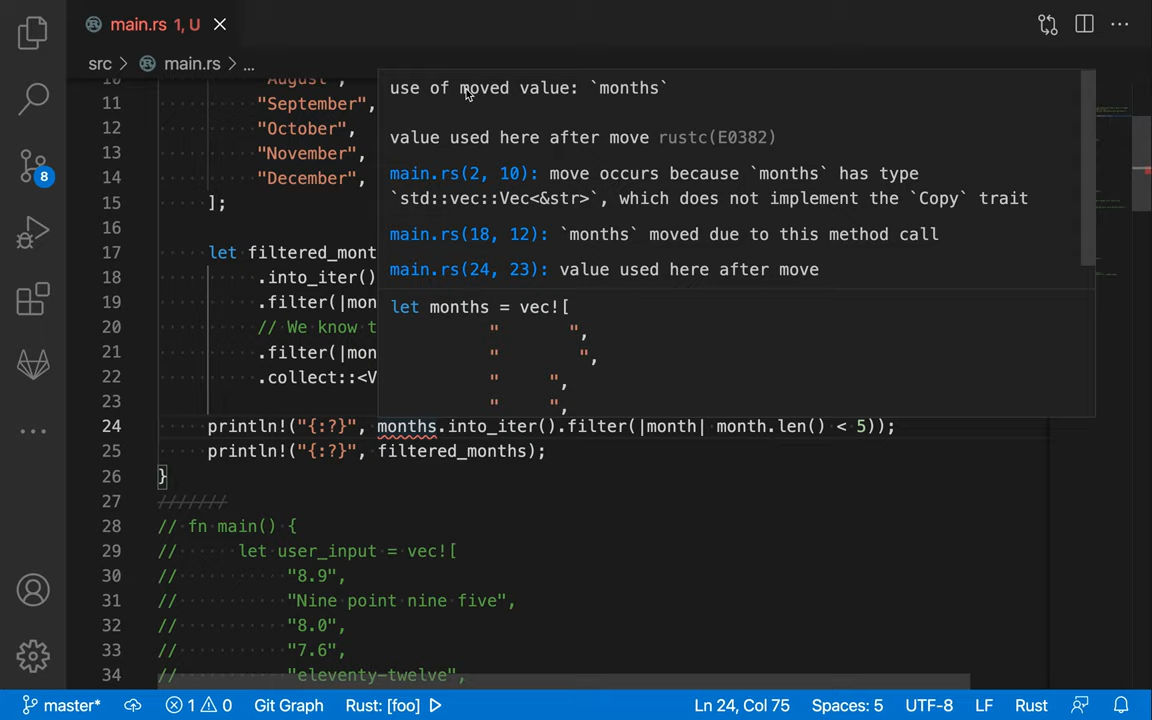 main.rs 1, U
src > main.rs > ...
10 "August",
11 "September",
12 "October",
13 "November",
14 "December",
15 ];
16
17 let filtered_mont
18 .into_iter()
19 .filter(|mon
20 // We know t
21 .filter(|mon
22 .collect::<V
23
use of moved value: `months`
value used here after move rustc(E0382)
main.rs(2, 10): move occurs because `months` has type
`std::vec::Vec<&str>`, which does not implement the `Copy` trait
main.rs(18, 12): `months` moved due to this method call
main.rs(24, 23): value used here after move
let months = vec![
" ",
" ",
" ",
" ",
24 println!("{:?}", months.into_iter().filter(|month| month.len() < 5));
25 println!("{:?}", filtered_months);
26 }
27 ///////
28 // fn main() {
29 // let user_input = vec![
30 // "8.9",
31 // "Nine point nine five",
32 // "8.0",
33 // "7.6",
34 // "eleventy-twelve",
8
master* 1 0 Git Graph Rust: [foo] Ln 24, Col 75 Spaces: 5 UTF-8 LF Rust